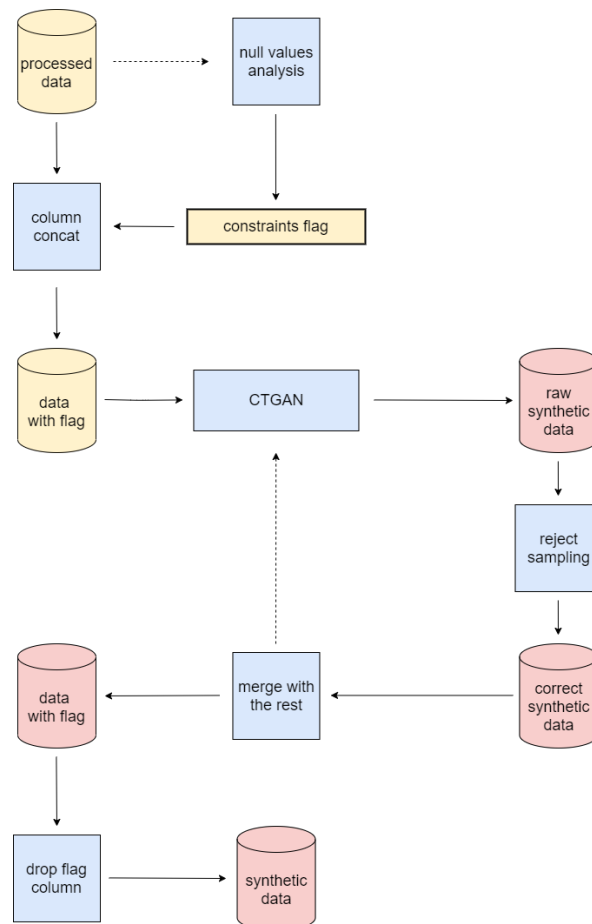 processed
data
null values
analysis
column
concat
constraints flag
data
with flag
CTGAN
raw
synthetic
data
reject
sampling
data
with flag
merge with
the rest
correct
synthetic
data
drop flag
column
synthetic
data